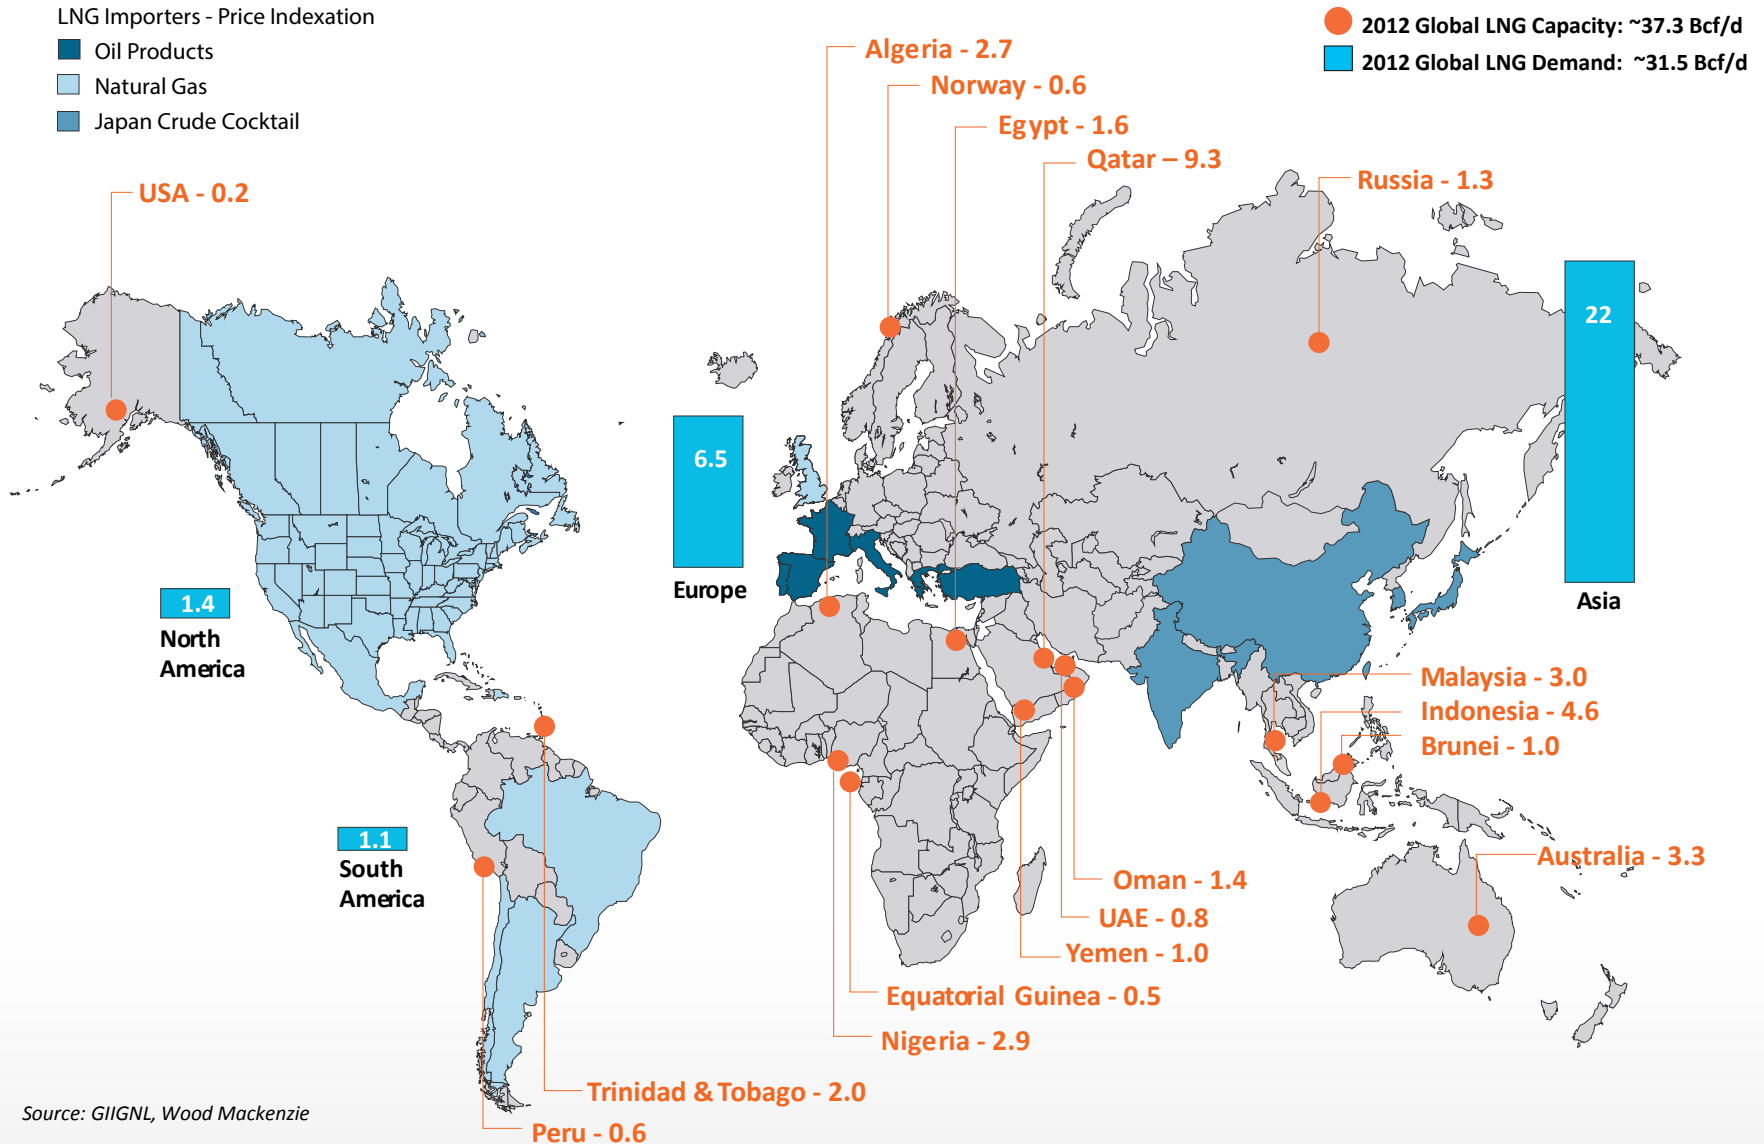 LNG Importers - Price Indexation
Oil Products
Natural Gas
Japan Crude Cocktail
2012 Global LNG Capacity: ~37.3 Bcf/d
2012 Global LNG Demand: ~31.5 Bcf/d
Algeria - 2.7
Norway - 0.6
Egypt - 1.6
Qatar – 9.3
Russia - 1.3
USA - 0.2
22
Asia
6.5
Europe
1.4
North
America
Malaysia - 3.0
Indonesia - 4.6
Brunei - 1.0
1.1
South
America
Australia - 3.3
Oman - 1.4
UAE - 0.8
Yemen - 1.0
Equatorial Guinea - 0.5
Nigeria - 2.9
Trinidad & Tobago - 2.0
Peru - 0.6
Source: GIIGNL, Wood Mackenzie